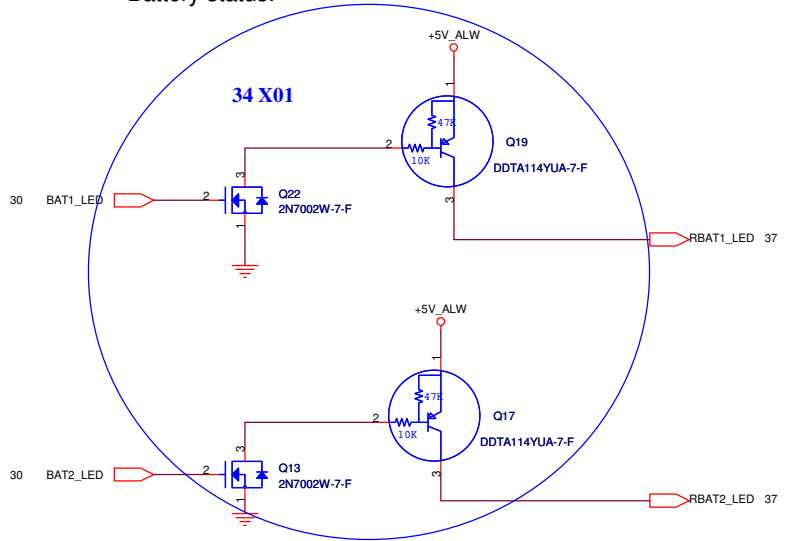 Battery status:
+5V_ALW
34 X01
1
47K
2
10K
Q19
DDTA114YUA-7-F
3
3
30 BAT1_LED
2
Q22
2N7002W-7-F
1
RBAT1_LED 37
+5V_ALW
1
47K
2
10K
Q17
DDTA114YUA-7-F
3
3
30 BAT2_LED
2
Q13
2N7002W-7-F
1
RBAT2_LED 37